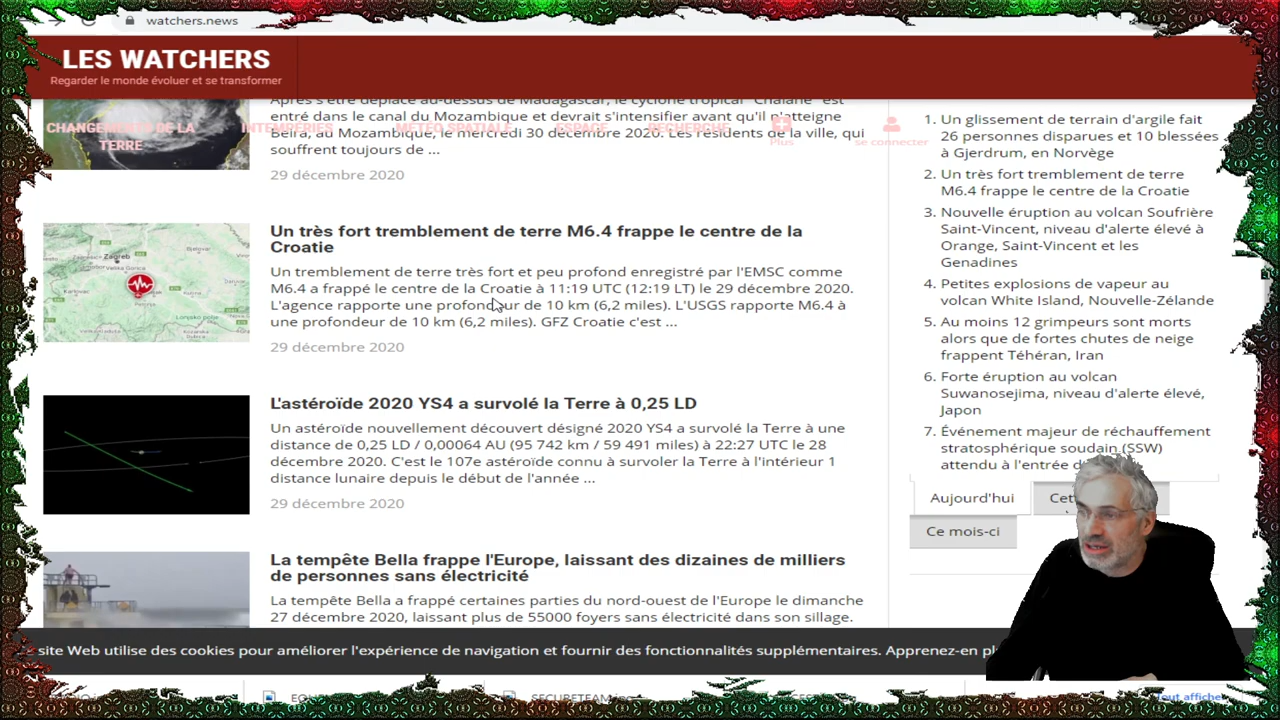 watchers.news
LES WATCHERS
Regarder le monde évoluer et se transformer
CHANGEMENTS DE LA
TERRE
INTEMPÉRIES
MÉTÉO SPATIALE
ESPACE
RECHERCHE
Plus
se connecter
Après s'être déplacé au-dessus de Madagascar, le cyclone tropical "Chalane" est
entré dans le canal du Mozambique et devrait s'intensifier avant qu'il n'atteigne
Beira, au Mozambique, le mercredi 30 décembre 2020. Les résidents de la ville, qui
souffrent toujours de ...
29 décembre 2020
Un très fort tremblement de terre M6.4 frappe le centre de la
Croatie
Un tremblement de terre très fort et peu profond enregistré par l'EMSC comme
M6.4 a frappé le centre de la Croatie à 11:19 UTC (12:19 LT) le 29 décembre 2020.
L'agence rapporte une profondeur de 10 km (6,2 miles). L'USGS rapporte M6.4 à
une profondeur de 10 km (6,2 miles). GFZ Croatie c'est ...
29 décembre 2020
Zagreb
Velika Gorica
Bjelovar
Petrinja
Lonjsko polje
L'astéroïde 2020 YS4 a survolé la Terre à 0,25 LD
Un astéroïde nouvellement découvert désigné 2020 YS4 a survolé la Terre à une
distance de 0,25 LD / 0,00064 AU (95 742 km / 59 491 miles) à 22:27 UTC le 28
décembre 2020. C'est le 107e astéroïde connu à survoler la Terre à l'intérieur 1
distance lunaire depuis le début de l'année ...
29 décembre 2020
La tempête Bella frappe l'Europe, laissant des dizaines de milliers
de personnes sans électricité
La tempête Bella a frappé certaines parties du nord-ouest de l'Europe le dimanche
27 décembre 2020, laissant plus de 55000 foyers sans électricité dans son sillage.
1. Un glissement de terrain d'argile fait
26 personnes disparues et 10 blessées
à Gjerdrum, en Norvège
2. Un très fort tremblement de terre
M6.4 frappe le centre de la Croatie
3. Nouvelle éruption au volcan Soufrière
Saint-Vincent, niveau d'alerte élevé à
Orange, Saint-Vincent et les
Genadines
4. Petites explosions de vapeur au
volcan White Island, Nouvelle-Zélande
5. Au moins 12 grimpeurs sont morts
alors que de fortes chutes de neige
frappent Téhéran, Iran
6. Forte éruption au volcan
Suwanosejima, niveau d'alerte élevé,
Japon
7. Événement majeur de réchauffement
stratosphérique soudain (SSW)
attendu à l'entrée
Aujourd'hui
Ce mois-ci
site Web utilise des cookies pour améliorer l'expérience de navigation et fournir des fonctionnalités supplémentaires. Apprenez-en
Tout afficher